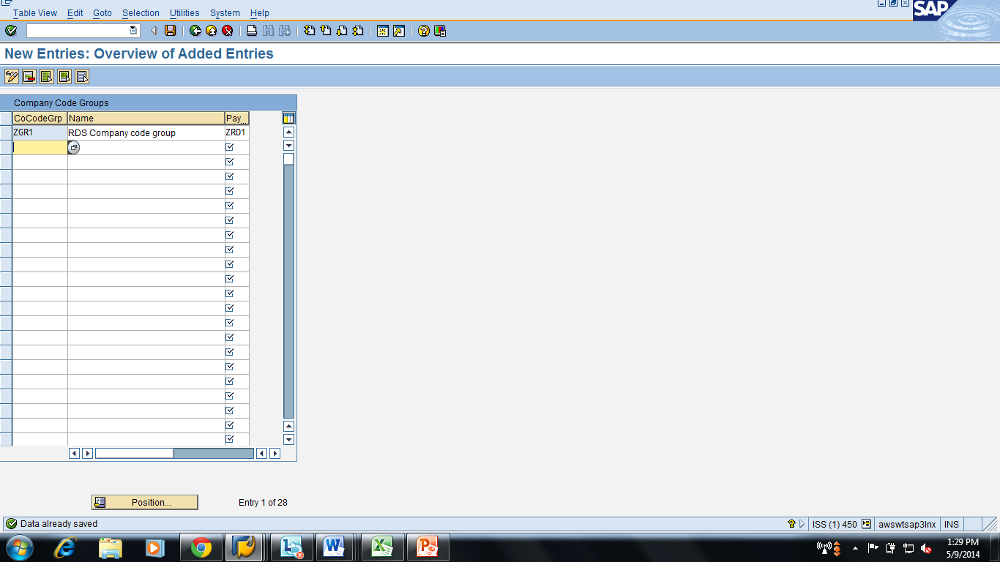 Table View Edit Goto Selection Utilities System Help
SAP
New Entries: Overview of Added Entries
Company Code Groups
CoCodeGrp Name Pay...
ZGR1 RDS Company code group ZRD1
Position... Entry 1 of 28
Data already saved ISS (1) 450 awswtsap3lnx INS
1:29 PM
5/9/2014